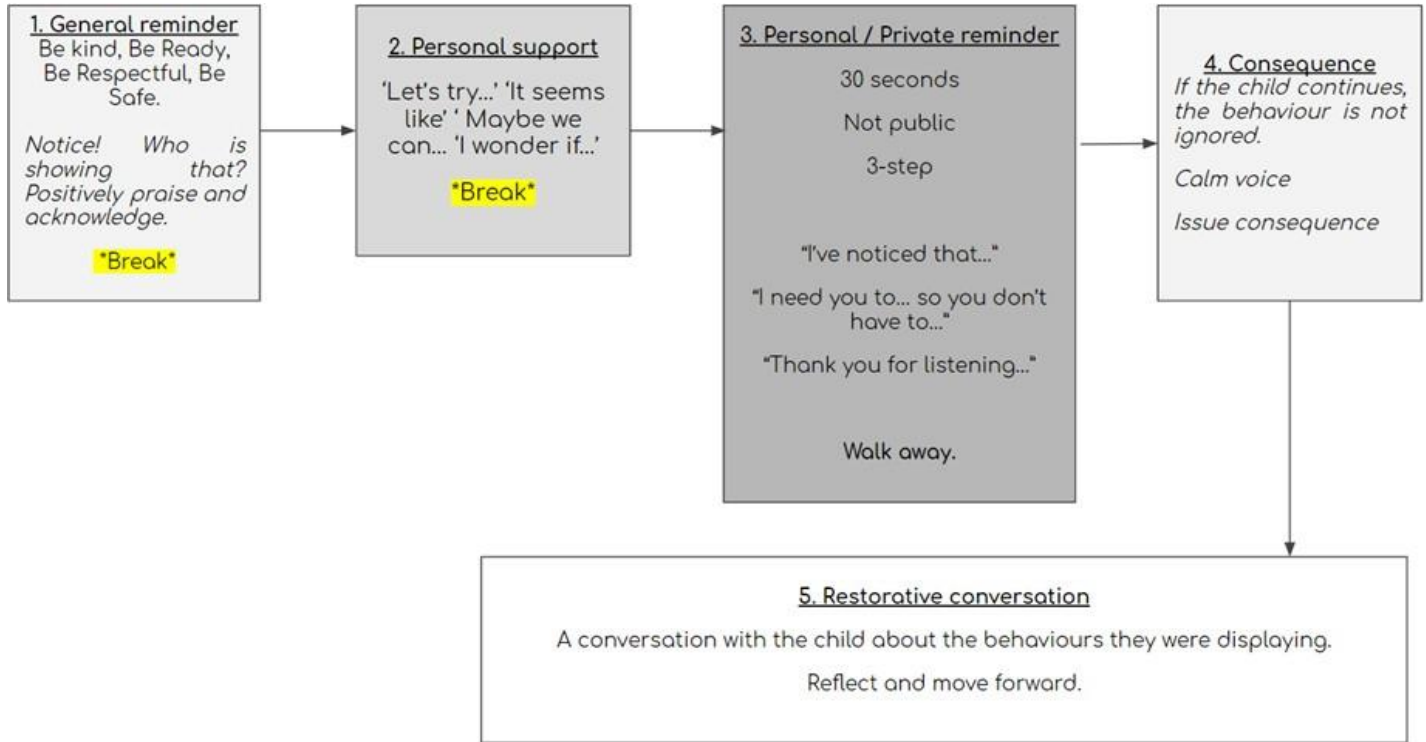 1. General reminder
Be kind, Be Ready,
Be Respectful, Be
Safe.
Notice! Who is
showing that?
Positively praise and
acknowledge.
*Break*
2. Personal support
‘Let's try…’ ‘It seems
like’ ‘ Maybe we
can… ‘I wonder if…’
*Break*
3. Personal / Private reminder
30 seconds
Not public
3-step
“I've noticed that…”
“I need you to… so you don't
have to…”
“Thank you for listening…”
Walk away.
4. Consequence
If the child continues,
the behaviour is not
ignored.
Calm voice
Issue consequence
5. Restorative conversation
A conversation with the child about the behaviours they were displaying.
Reflect and move forward.